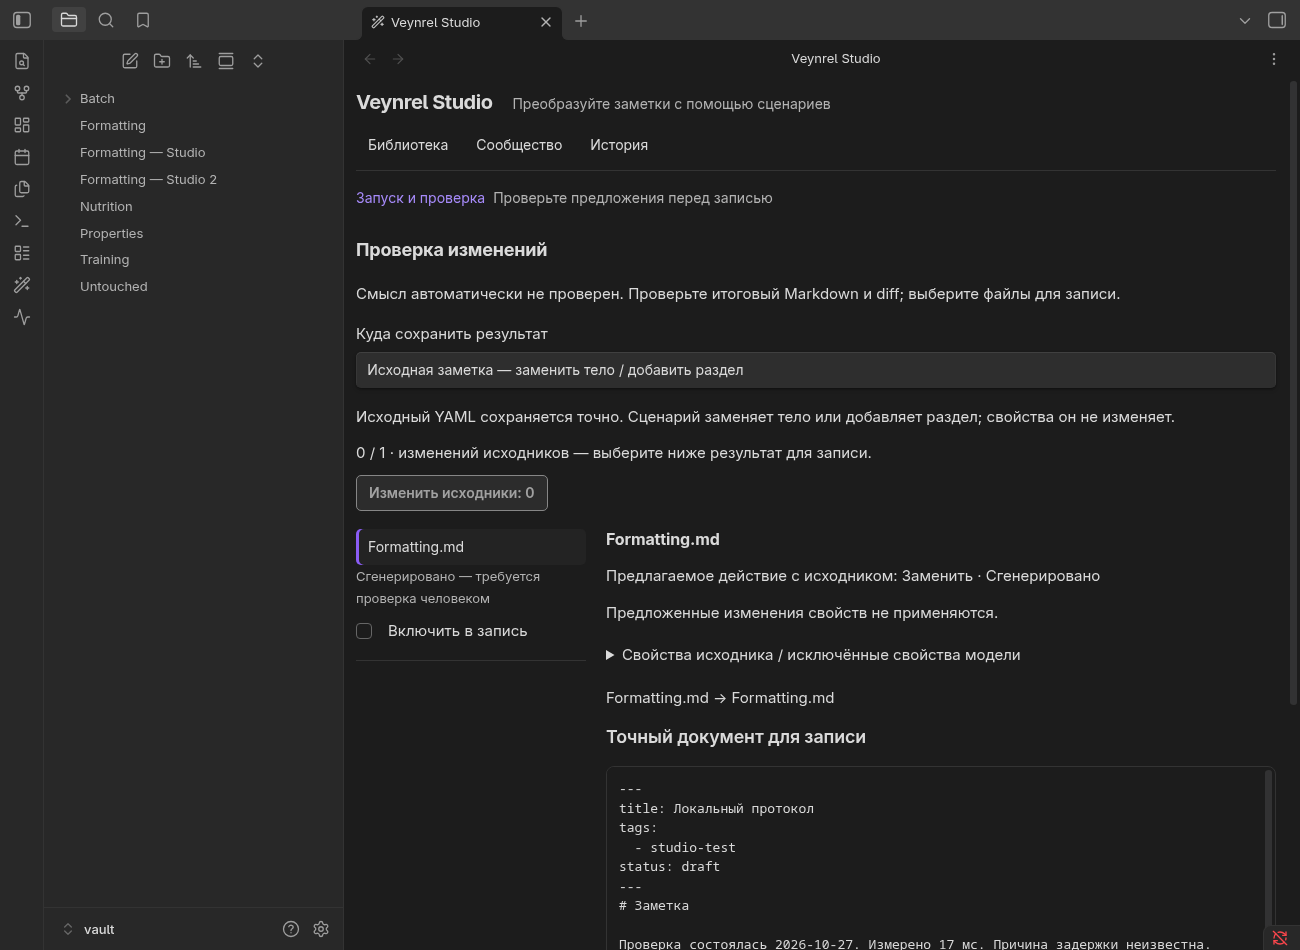 Veynrel Studio
Batch
Formatting
Formatting — Studio
Formatting — Studio 2
Nutrition
Properties
Training
Untouched
vault
Veynrel Studio
Veynrel Studio Преобразуйте заметки с помощью сценариев
Библиотека Сообщество История
Запуск и проверка Проверьте предложения перед записью
Проверка изменений
Смысл автоматически не проверен. Проверьте итоговый Markdown и diff; выберите файлы для записи.
Куда сохранить результат
Исходная заметка — заменить тело / добавить раздел
Исходный YAML сохраняется точно. Сценарий заменяет тело или добавляет раздел; свойства он не изменяет.
0 / 1 · изменений исходников — выберите ниже результат для записи.
Изменить исходники: 0
Formatting.md
Сгенерировано — требуется
проверка человеком
Включить в запись
Formatting.md
Предлагаемое действие с исходником: Заменить · Сгенерировано
Предложенные изменения свойств не применяются.
Свойства исходника / исключённые свойства модели
Formatting.md → Formatting.md
Точный документ для записи
---
title: Локальный протокол
tags:
  - studio-test
status: draft
---
# Заметка
Проверка состоялась 2026-10-27. Измерено 17 мс. Причина задержки неизвестна.